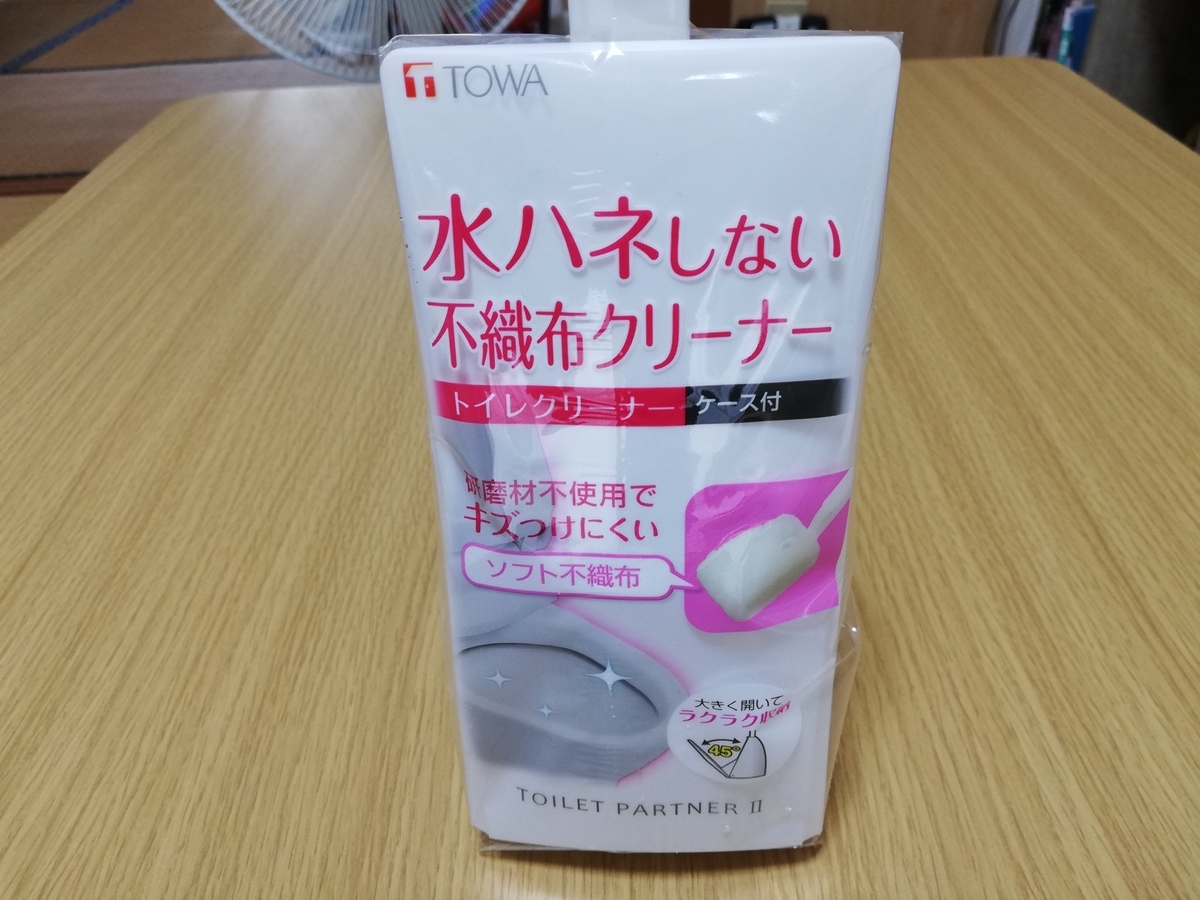 TOWA
水ハネしない
不織布クリーナー
トイレクリーナー ケース付
研磨材不使用で
キズつけにくい
ソフト不織布
大きく開いて
ラクラク収納
45°
TOILET PARTNER II